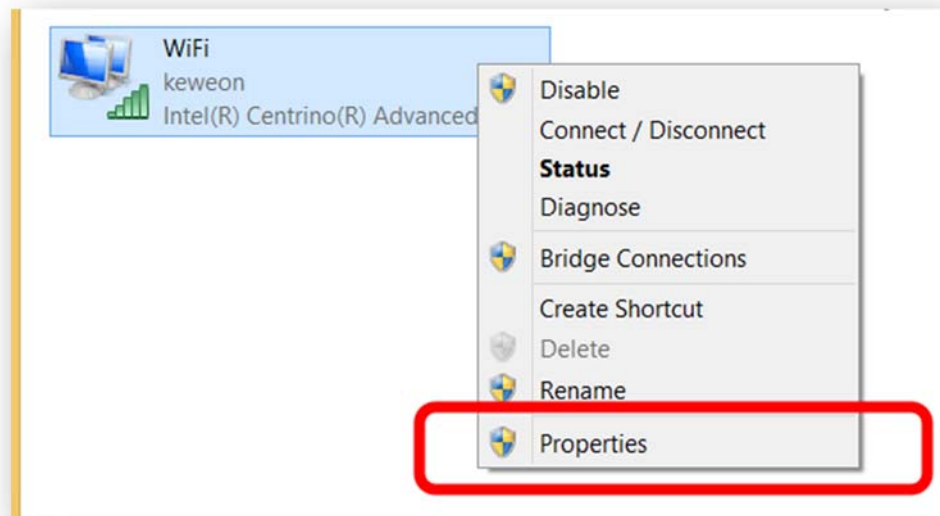 WiFi
keweon
Intel(R) Centrino(R) Advanced
Disable
Connect / Disconnect
Status
Diagnose
Bridge Connections
Create Shortcut
Delete
Rename
Properties